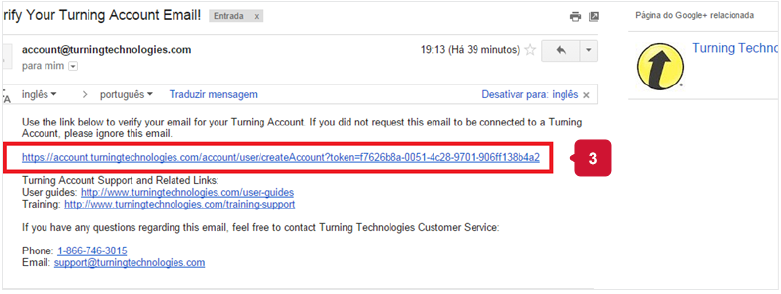 rify Your Turning Account Email!
Entrada x
account@turningtechnologies.com
19:13 (Há 39 minutos)
para mim
inglês > português Traduzir mensagem
Desativar para: inglês x
Use the link below to verify your email for your Turning Account. If you did not request this email to be connected to a Turning
Account, please ignore this email.
https://account.turningtechnologies.com/account/user/createAccount?token=f7626b8a-0051-4c28-9701-906ff138b4a2
3
Turning Account Support and Related Links:
User guides: http://www.turningtechnologies.com/user-guides
Training: http://www.turningtechnologies.com/training-support
If you have any questions regarding this email, feel free to contact Turning Technologies Customer Service:
Phone: 1-866-746-3015
Email: support@turningtechnologies.com
Página do Google+ relacionada
Turning Techno